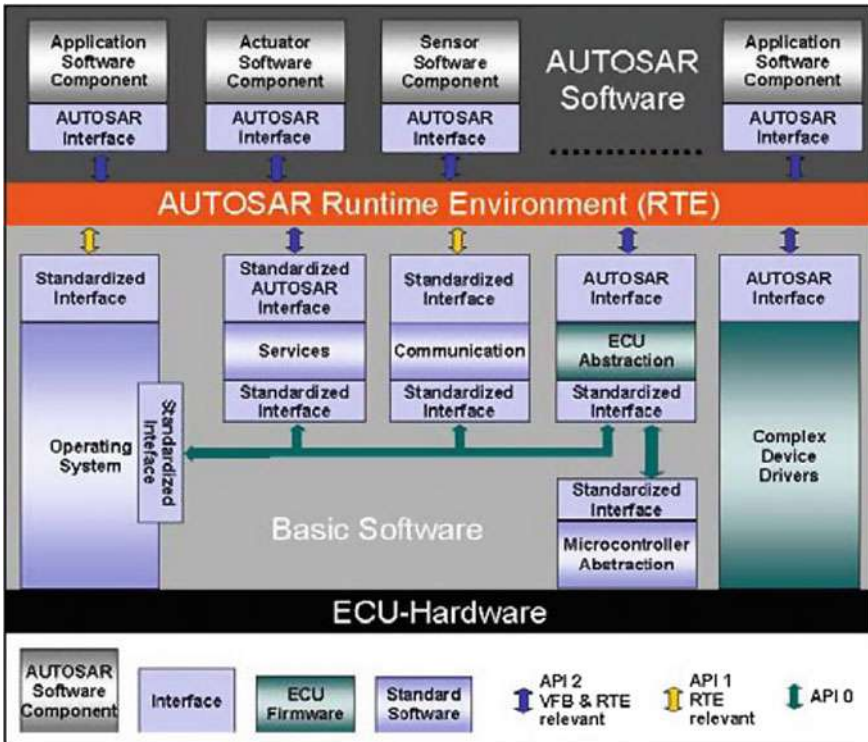 Application
Software
Component
AUTOSAR
Interface
Actuator
Software
Component
AUTOSAR
Interface
Sensor
Software
Component
AUTOSAR
Interface
AUTOSAR
Software
Application
Software
Component
AUTOSAR
Interface
AUTOSAR Runtime Environment (RTE)
Standardized
Interface
Operating
System
Standardized
Inteface
Standardized
AUTOSAR
Interface
Services
Standardized
Interface
Standardized
Interface
Communication
Standardized
Interface
AUTOSAR
Interface
ECU
Abstraction
Standardized
Interface
Standardized
Interface
Microcontroller
Abstraction
AUTOSAR
Interface
Complex
Device
Drivers
Basic Software
ECU-Hardware
AUTOSAR
Software
Component
Interface
ECU
Firmware
Standard
Software
API 2
VFB & RTE
relevant
API 1
RTE
relevant
API 0